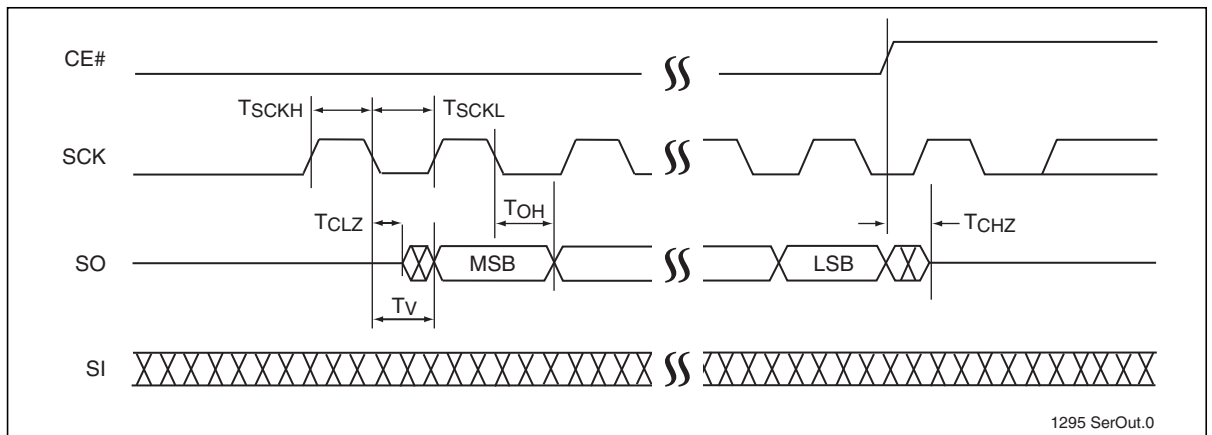 CE#
TSCKH
TSCKL
SCK
TCLZ
TOH
TCHZ
SO
MSB
LSB
TV
SI
1295 SerOut.0